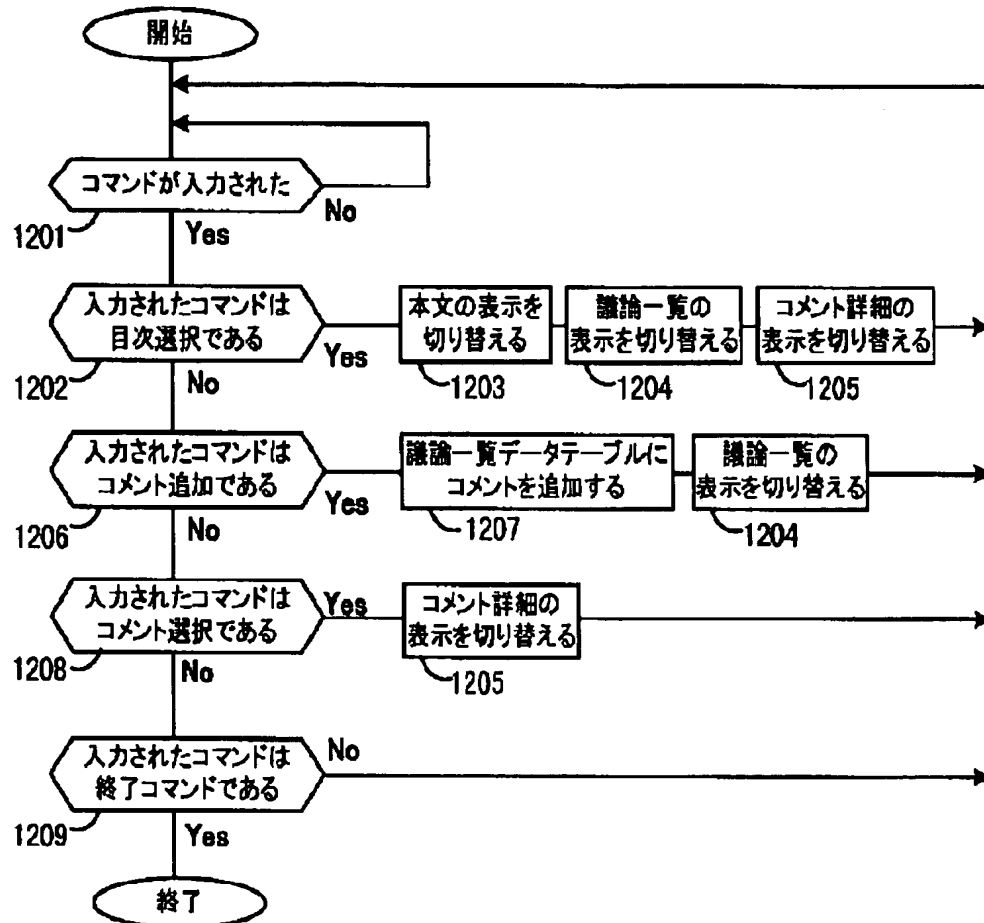 開始
コマンドが入力された
No
1201
Yes
入力されたコマンドは
目次選択である
Yes
1202
No
本文の表示を
切り替える
1203
議論一覧の
表示を切り替える
1204
コメント詳細の
表示を切り替える
1205
入力されたコマンドは
コメント追加である
Yes
1206
No
議論一覧データテーブルに
コメントを追加する
1207
議論一覧の
表示を切り替える
1204
入力されたコマンドは
コメント選択である
Yes
1208
No
コメント詳細の
表示を切り替える
1205
入力されたコマンドは
終了コマンドである
No
1209
Yes
終了